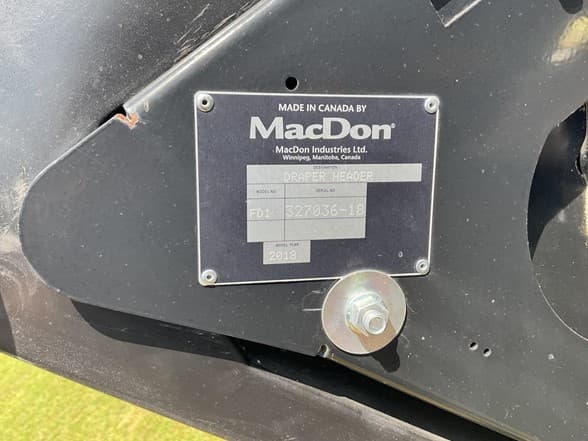 MADE IN CANADA BY
MacDon®
MacDon Industries Ltd.
Winnipeg, Manitoba, Canada
DESIGNATION
DRAPER HEADER
MODEL NO. SERIAL NO.
FD1 327036-18
MODEL YEAR
2018